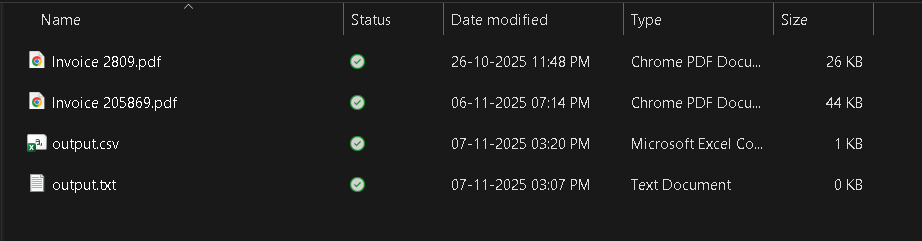 Name Status Date modified Type Size
Invoice 2809.pdf 26-10-2025 11:48 PM Chrome PDF Docu... 26 KB
Invoice 205869.pdf 06-11-2025 07:14 PM Chrome PDF Docu... 44 KB
output.csv 07-11-2025 03:20 PM Microsoft Excel Co... 1 KB
output.txt 07-11-2025 03:07 PM Text Document 0 KB